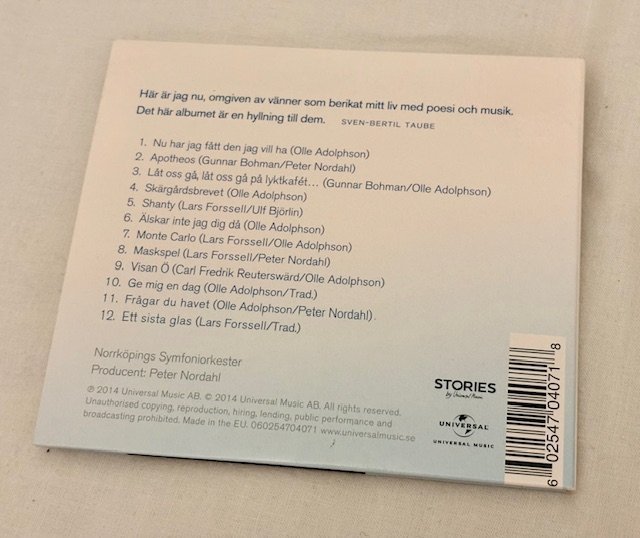 Här är jag nu, omgiven av vänner som berikat mitt liv med poesi och musik.
Det här albumet är en hyllning till dem. SVEN-BERTIL TAUBE
1. Nu har jag fått den jag vill ha (Olle Adolphson)
2. Apotheos (Gunnar Bohman/Peter Nordahl)
3. Låt oss gå, låt oss gå på lyktkafét... (Gunnar Bohman/Olle Adolphson)
4. Skärgårdsbrevet (Olle Adolphson)
5. Shanty (Lars Forssell/Ulf Björlin)
6. Älskar inte jag dig då (Olle Adolphson)
7. Monte Carlo (Lars Forssell/Olle Adolphson)
8. Maskspel (Lars Forssell/Peter Nordahl)
9. Visan Ö (Carl Fredrik Reuterswärd/Olle Adolphson)
10. Ge mig en dag (Olle Adolphson/Trad.)
11. Frågar du havet (Olle Adolphson/Peter Nordahl)
12. Ett sista glas (Lars Forssell/Trad.)
Norrköpings Symfoniorkester
Producent: Peter Nordahl
℗ 2014 Universal Music AB. © 2014 Universal Music AB. All rights reserved.
Unauthorised copying, reproduction, hiring, lending, public performance and
broadcasting prohibited. Made in the EU. 060254704071 www.universalmusic.se
STORIES
by Universal Music
UNIVERSAL
UNIVERSAL MUSIC
6 02547 04071 8